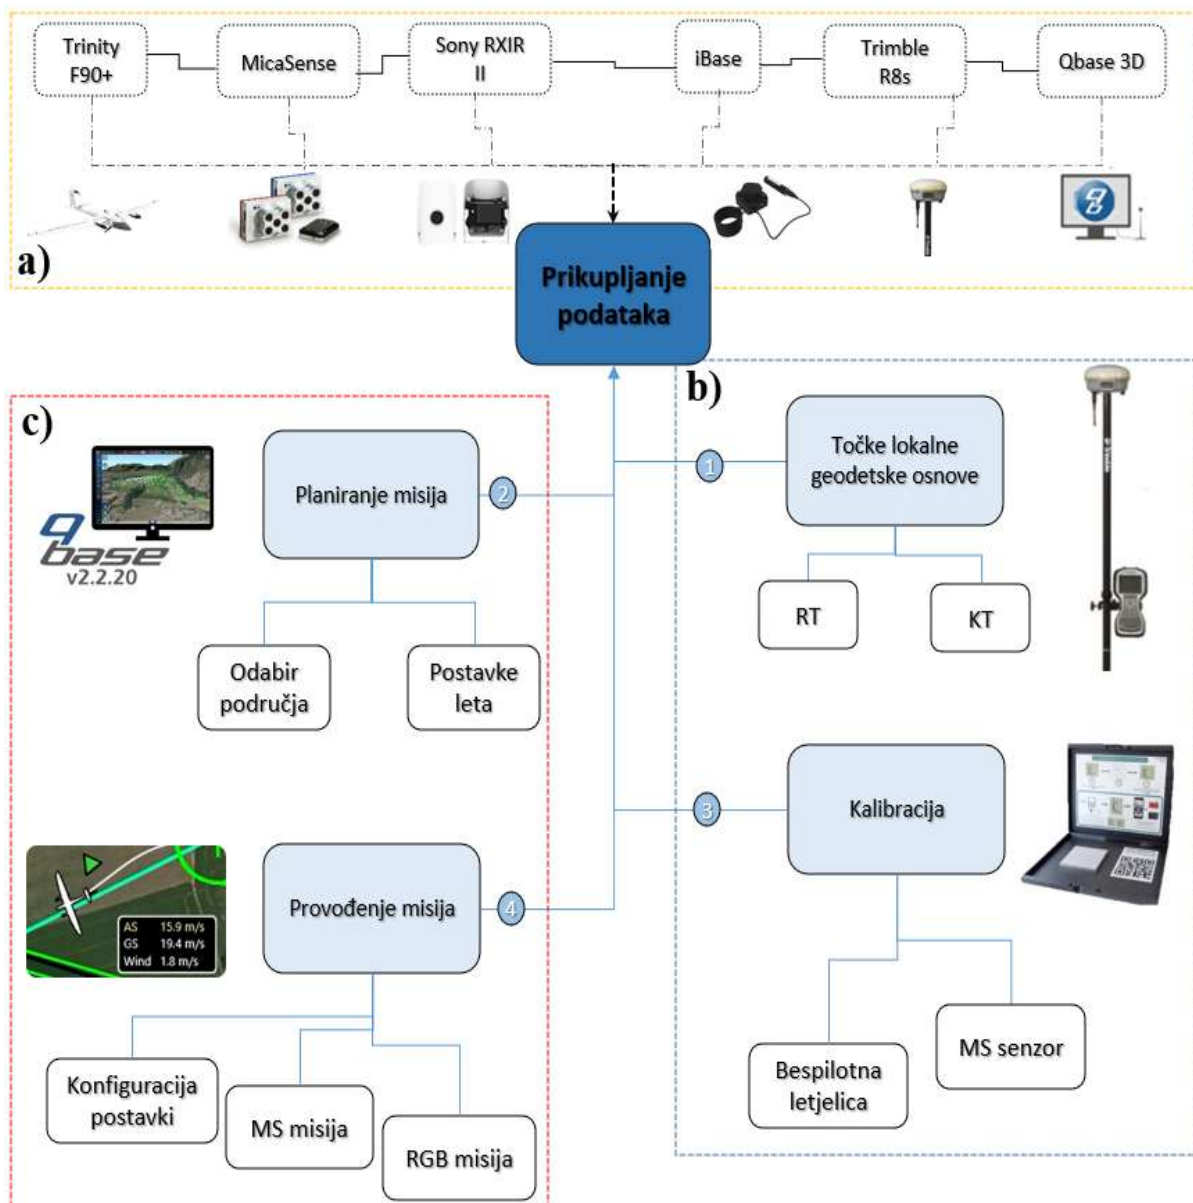 Trinity
F90+
MicaSense
Sony RXIR
II
iBase
Trimble
R8s
Qbase 3D
a)
Prikupljanje
podataka
b)
Točke lokalne
geodetske osnove
1
RT
KT
3
Kalibracija
Bespilotna
letjelica
MS senzor
c)
qbase
v2.2.20
Planiranje misija
2
Odabir
područja
Postavke
leta
AS 15.9 m/s
GS 19.4 m/s
Wind 1.8 m/s
Provođenje misija
4
Konfiguracija
postavki
MS misija
RGB misija